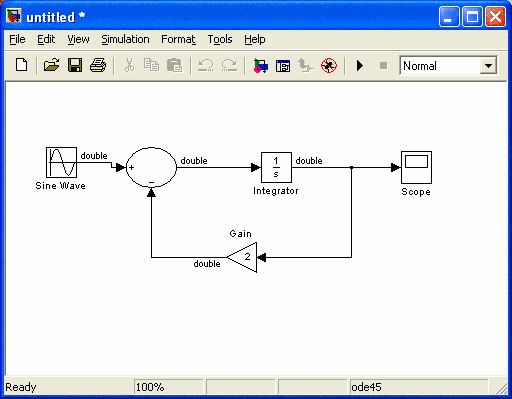 untitled *
File Edit View Simulation Format Tools Help
Normal
double
Sine Wave
+
−
double
1
s
Integrator
double
Scope
Gain
2
double
Ready 100% ode45